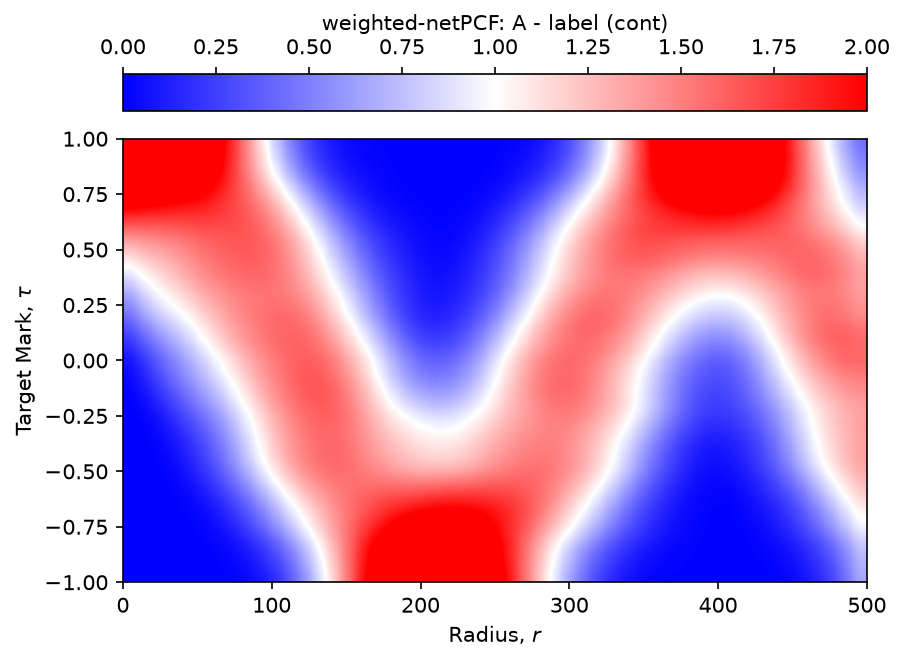 weighted-netPCF: A - label (cont)
0.00 0.25 0.50 0.75 1.00 1.25 1.50 1.75 2.00
1.00
0.75
0.50
0.25
0.00
−0.25
−0.50
−0.75
−1.00
Target Mark, τ
0 100 200 300 400 500
Radius, r